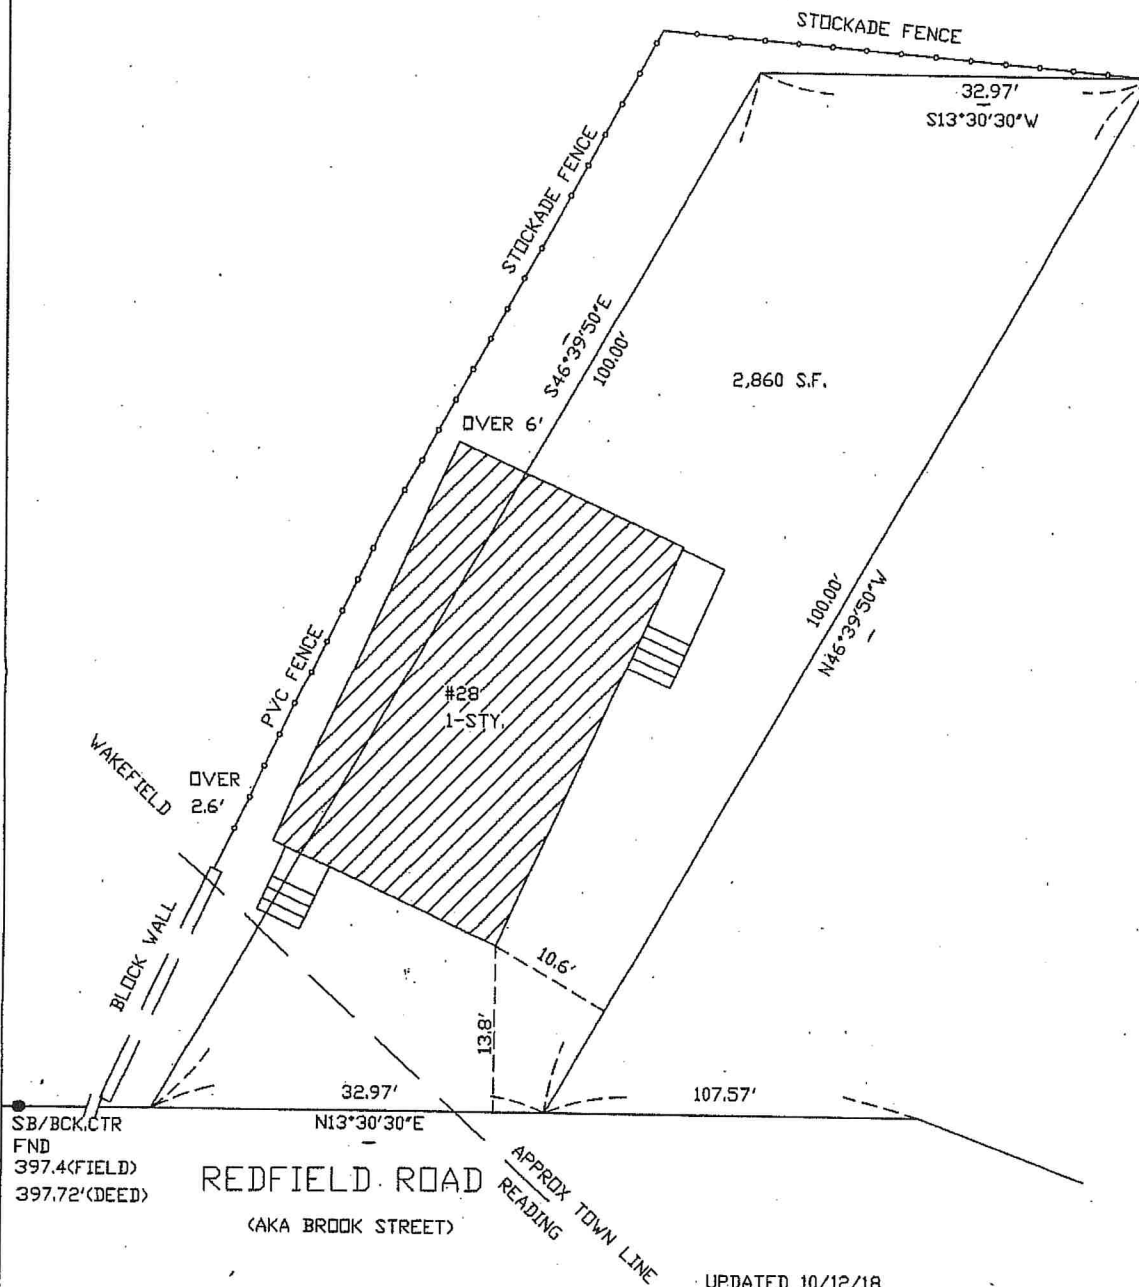 STOCKADE FENCE
32.97'
S13°30'30"W
STOCKADE FENCE
S46°39'50"E
100.00'
2,860 S.F.
OVER 6'
100.00'
N46°39'50"W
PVC FENCE
#28
1-STY.
WAKEFIELD
OVER
2.6'
BLOCK WALL
10.6'
13.8'
32.97'
107.57'
N13°30'30"E
SB/BCK.CTR
FND
397.4(FIELD)
397.72'(DEED)
REDFIELD ROAD
(AKA BROOK STREET)
APPROX TOWN LINE
READING
UPDATED 10/12/18